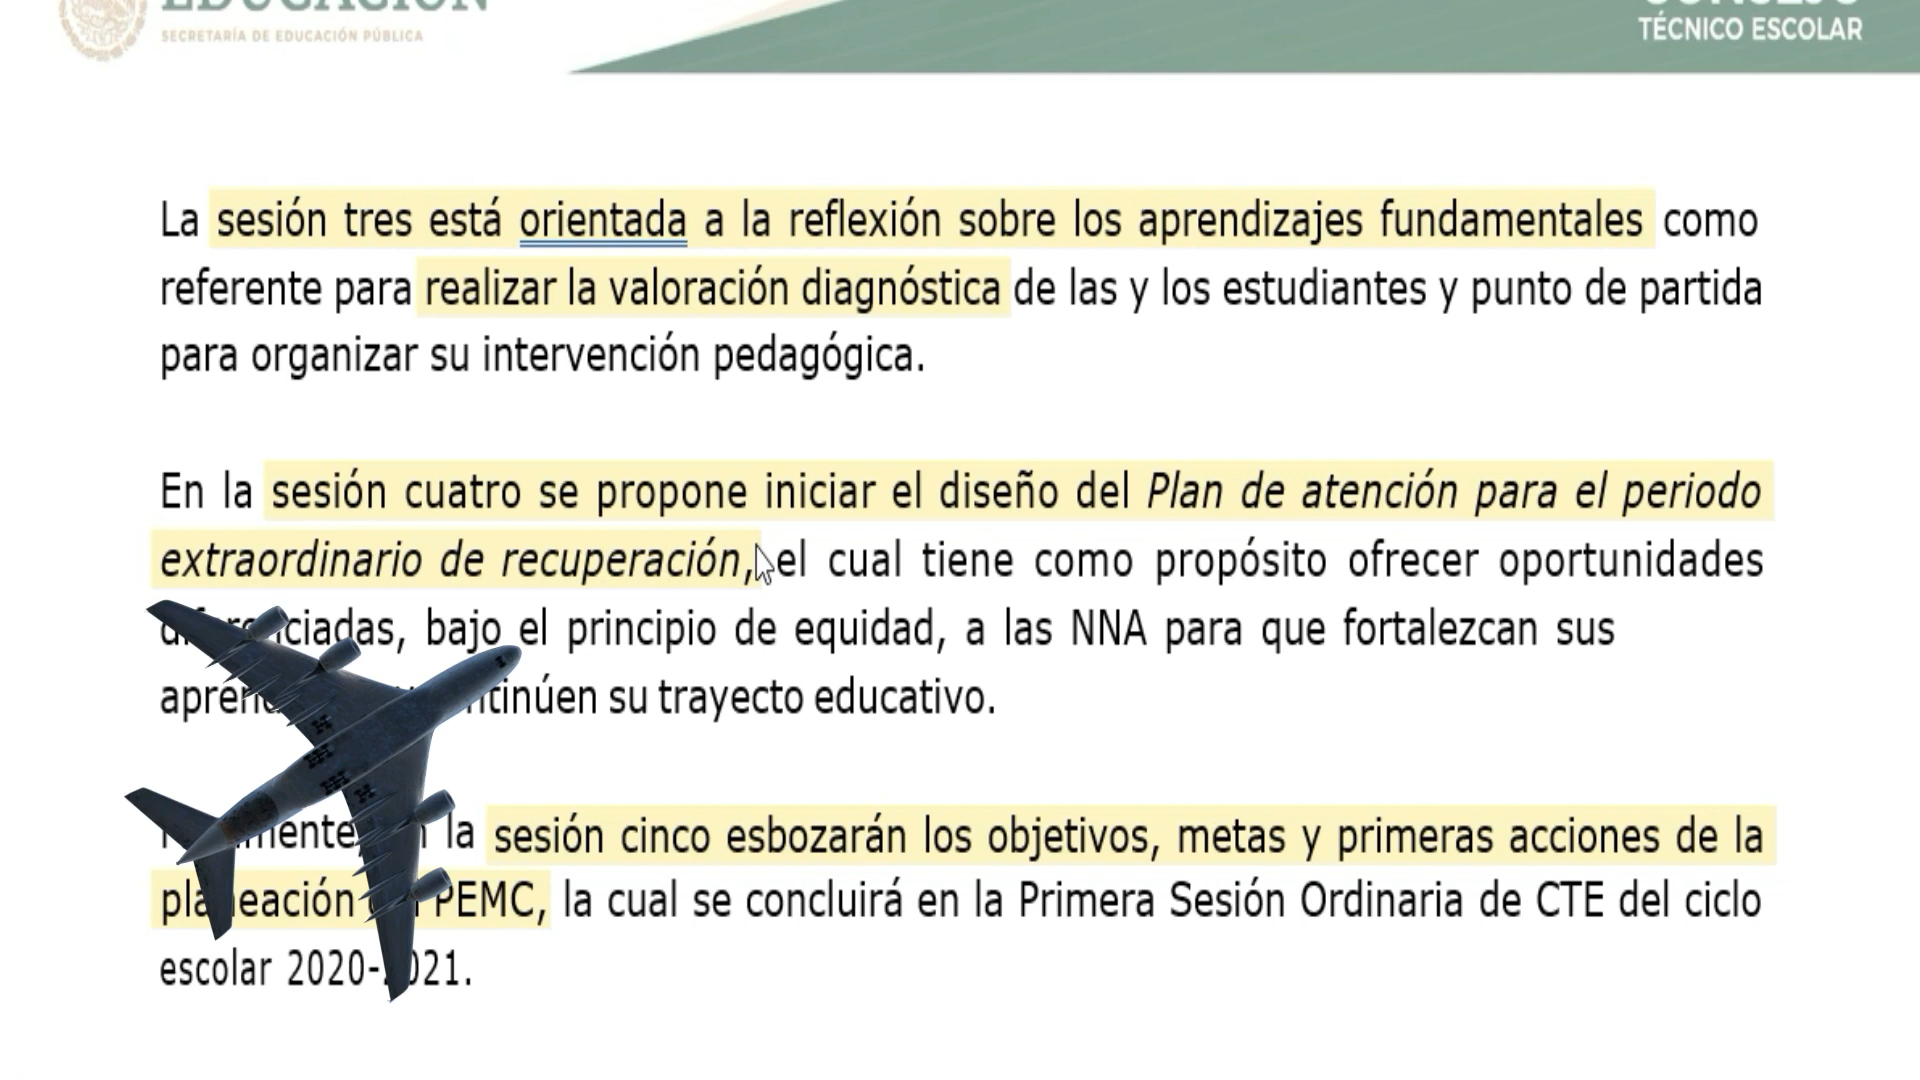 SECRETARÍA DE EDUCACIÓN PÚBLICA
TÉCNICO ESCOLAR
La sesión tres está orientada a la reflexión sobre los aprendizajes fundamentales como
referente para realizar la valoración diagnóstica de las y los estudiantes y punto de partida
para organizar su intervención pedagógica.
En la sesión cuatro se propone iniciar el diseño del Plan de atención para el periodo
extraordinario de recuperación, el cual tiene como propósito ofrecer oportunidades
bajo el principio de equidad, a las NNA para que fortalezcan sus
su trayecto educativo.
la sesión cinco esbozarán los objetivos, metas y primeras acciones de la
planeación PEMC, la cual se concluirá en la Primera Sesión Ordinaria de CTE del ciclo
escolar 2020-2021.